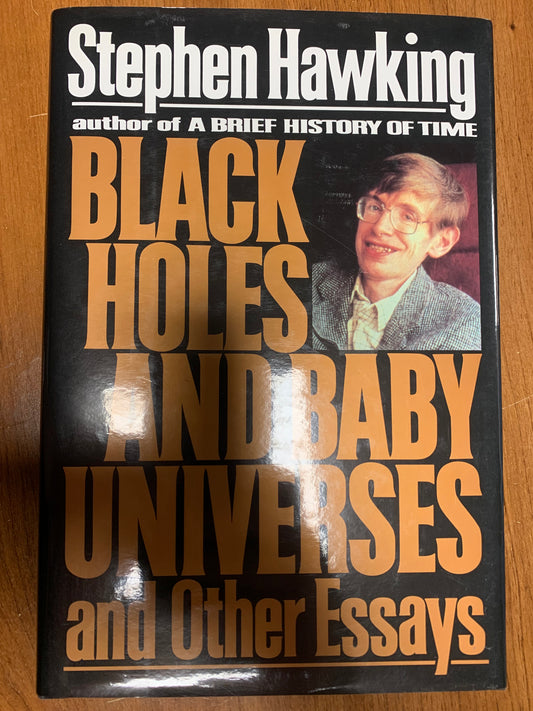 Stephen Hawking
author of A BRIEF HISTORY OF TIME
BLACK
HOLES
AND BABY
UNIVERSES
and Other Essays